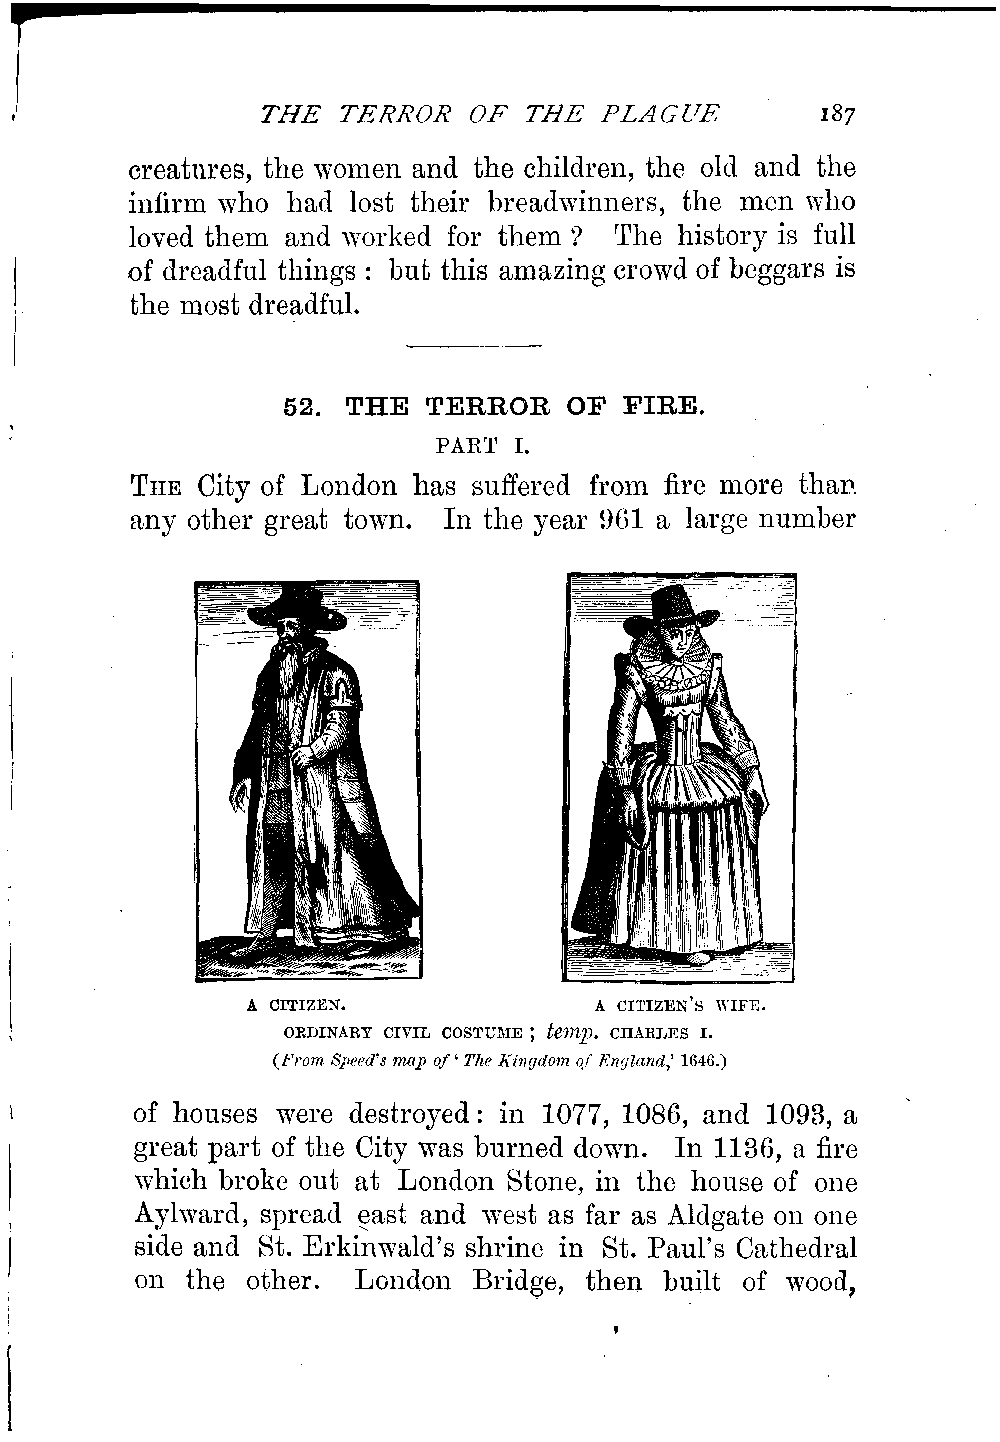 THE TERROR OF THE PLAGUE 187
creatures, the women and the children, the old and the
infirm who had lost their breadwinners, the men who
loved them and worked for them ? The history is full
of dreadful things : but this amazing crowd of beggars is
the most dreadful.
52. THE TERROR OF FIRE.
PART I.
THE City of London has suffered from fire more than
any other great town. In the year 961 a large number
A CITIZEN.
A CITIZEN'S WIFE.
ORDINARY CIVIL COSTUME ; temp. CHARLES I.
(From Speed's map of ' The Kingdom of England,' 1646.)
of houses were destroyed : in 1077, 1086, and 1093, a
great part of the City was burned down. In 1136, a fire
which broke out at London Stone, in the house of one
Aylward, spread east and west as far as Aldgate on one
side and St. Erkinwald's shrine in St. Paul's Cathedral
on the other. London Bridge, then built of wood,